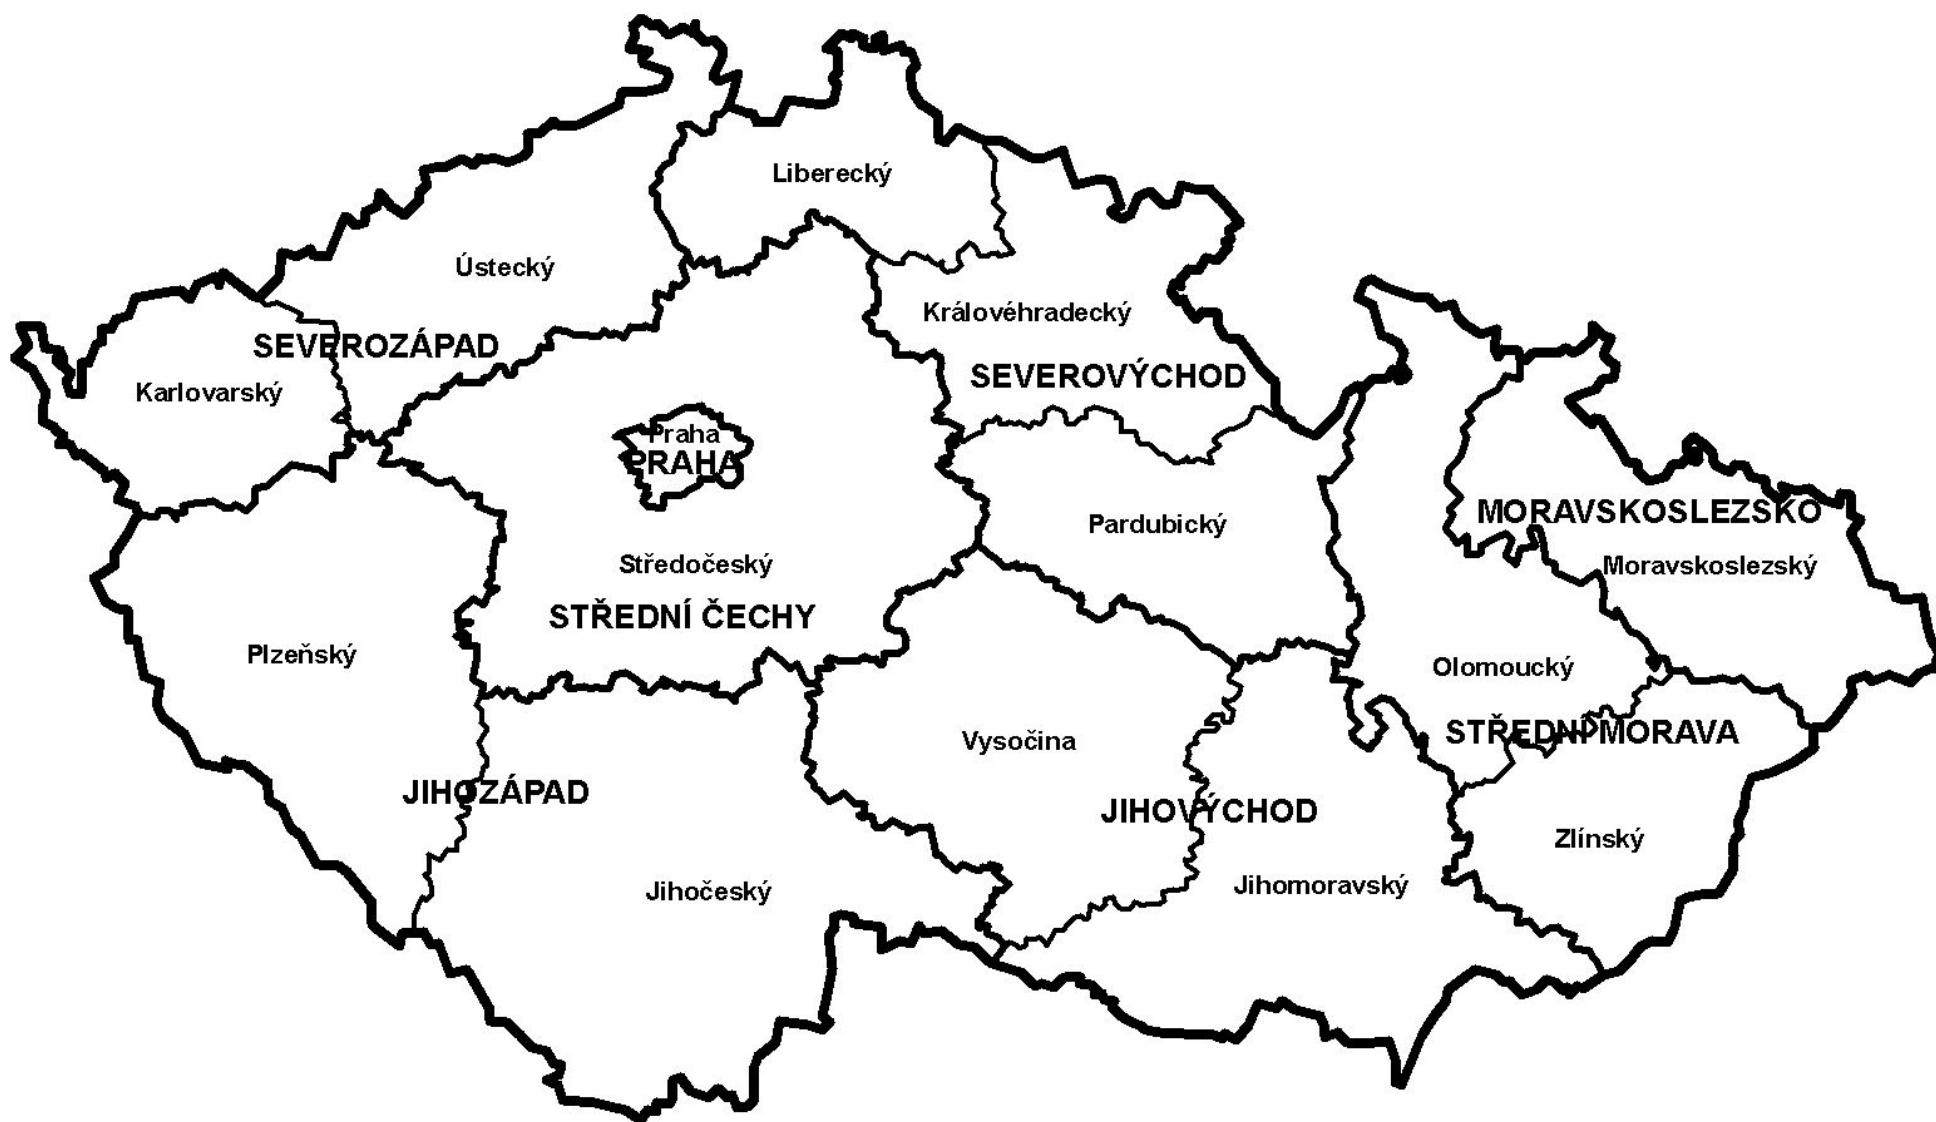 Liberecký
Ústecký
Královéhradecký
SEVEROZÁPAD
SEVEROVÝCHOD
Karlovarský
Praha
PRAHA
MORAVSKOSLEZSKO
Pardubický
Středočeský
Moravskoslezský
STŘEDNÍ ČECHY
Plzeňský
Olomoucký
STŘEDNÍ MORAVA
Vysočina
JIHOZÁPAD
JIHOVÝCHOD
Zlínský
Jihočeský
Jihomoravský